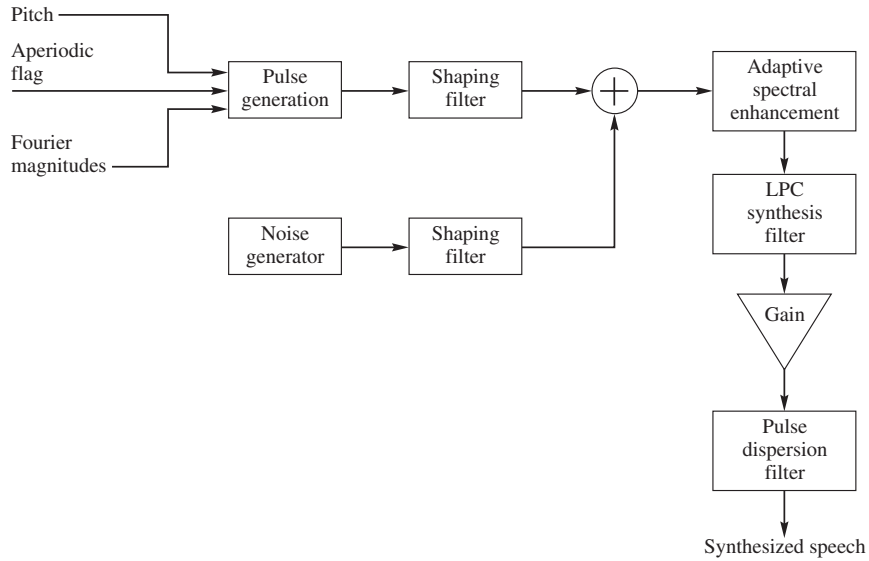 Pitch
Aperiodic
flag
Fourier
magnitudes
Pulse
generation
Shaping
filter
Noise
generator
Shaping
filter
Adaptive
spectral
enhancement
LPC
synthesis
filter
Gain
Pulse
dispersion
filter
Synthesized speech